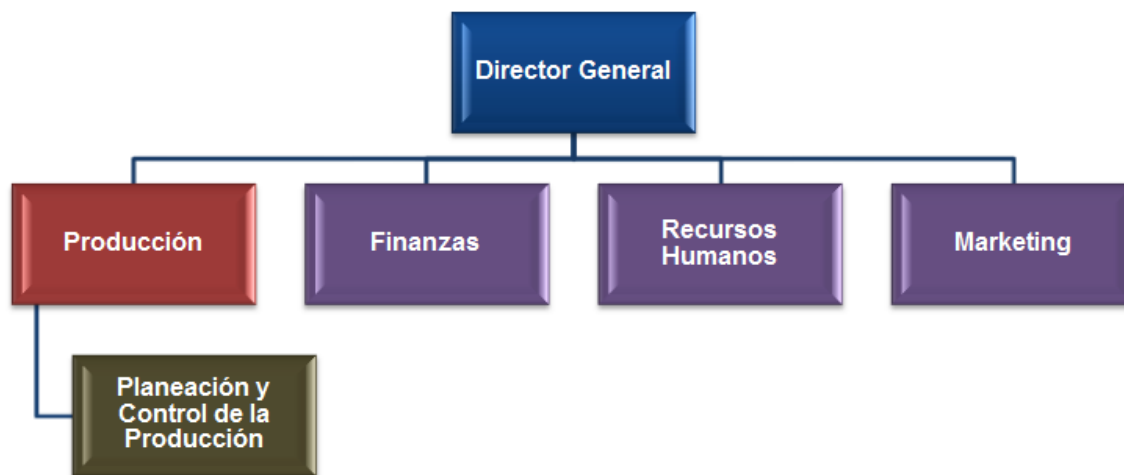 Director General
Producción
Finanzas
Recursos
Humanos
Marketing
Planeación y
Control de la
Producción